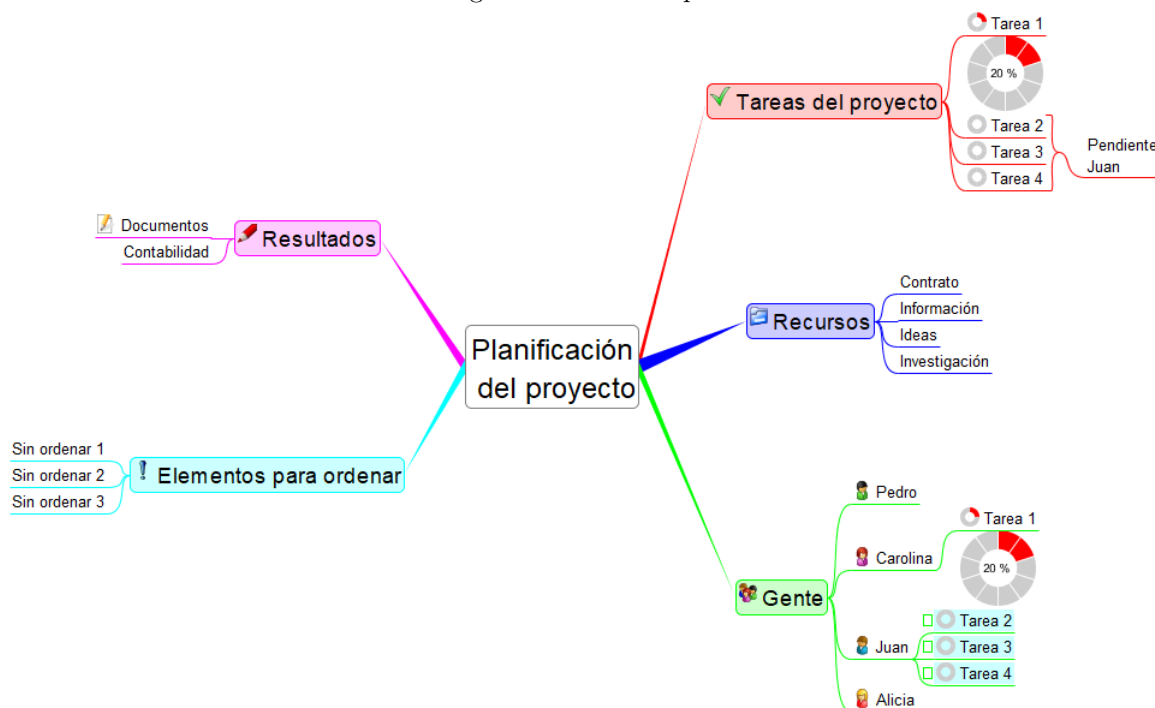 Planificación
del proyecto
Tareas del proyecto
Tarea 1
20 %
Tarea 2
Tarea 3
Tarea 4
Pendiente
Juan
Recursos
Contrato
Información
Ideas
Investigación
Gente
Pedro
Carolina
Tarea 1
20 %
Juan
Tarea 2
Tarea 3
Tarea 4
Alicia
Resultados
Documentos
Contabilidad
Elementos para ordenar
Sin ordenar 1
Sin ordenar 2
Sin ordenar 3